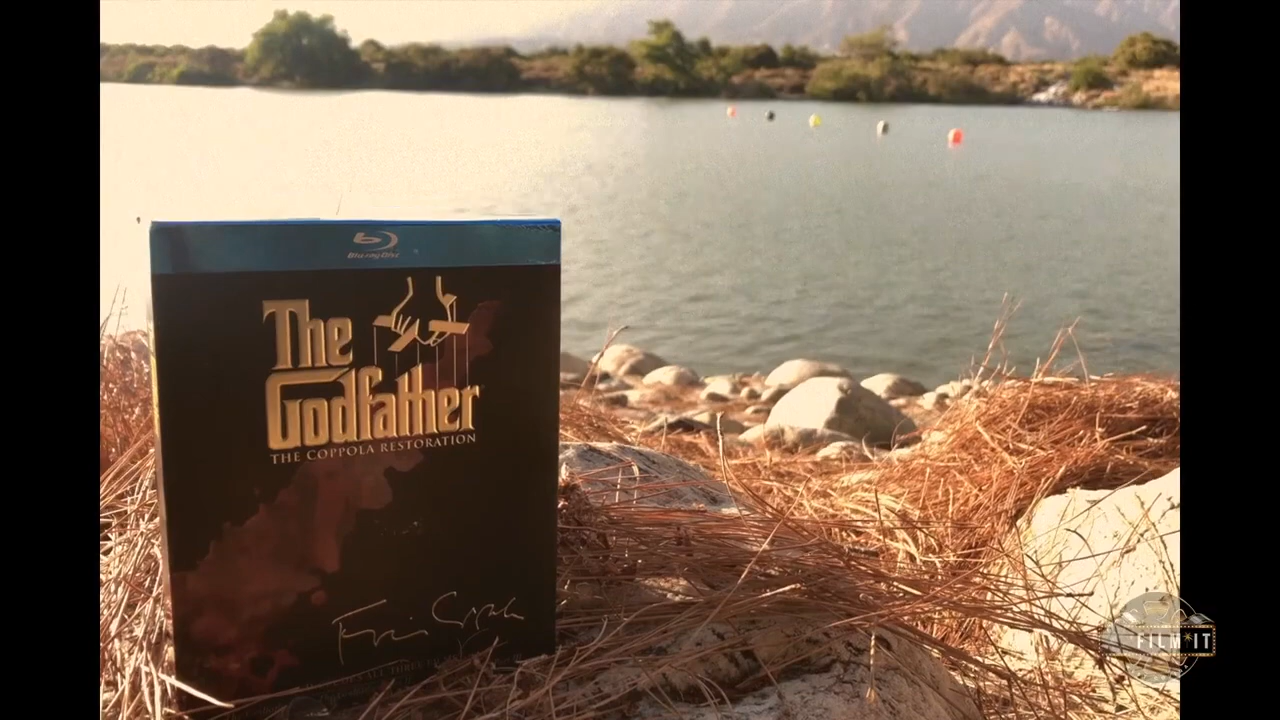 Blu-ray Disc
The
Godfather
THE COPPOLA RESTORATION
FILM IT